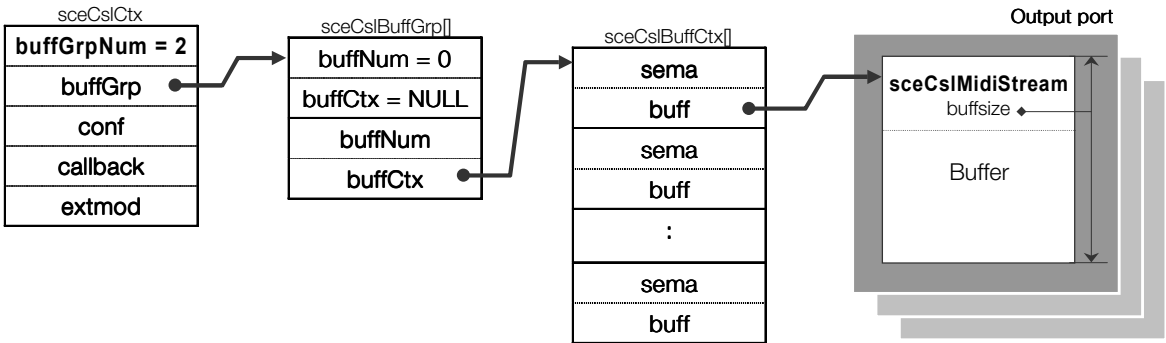 sceCslCtx
buffGrpNum = 2
buffGrp
conf
callback
extmod
sceCslBuffGrp[]
buffNum = 0
buffCtx = NULL
buffNum
buffCtx
sceCslBuffCtx[]
sema
buff
sema
buff
:
sema
buff
Output port
sceCslMidiStream
buffsize
Buffer